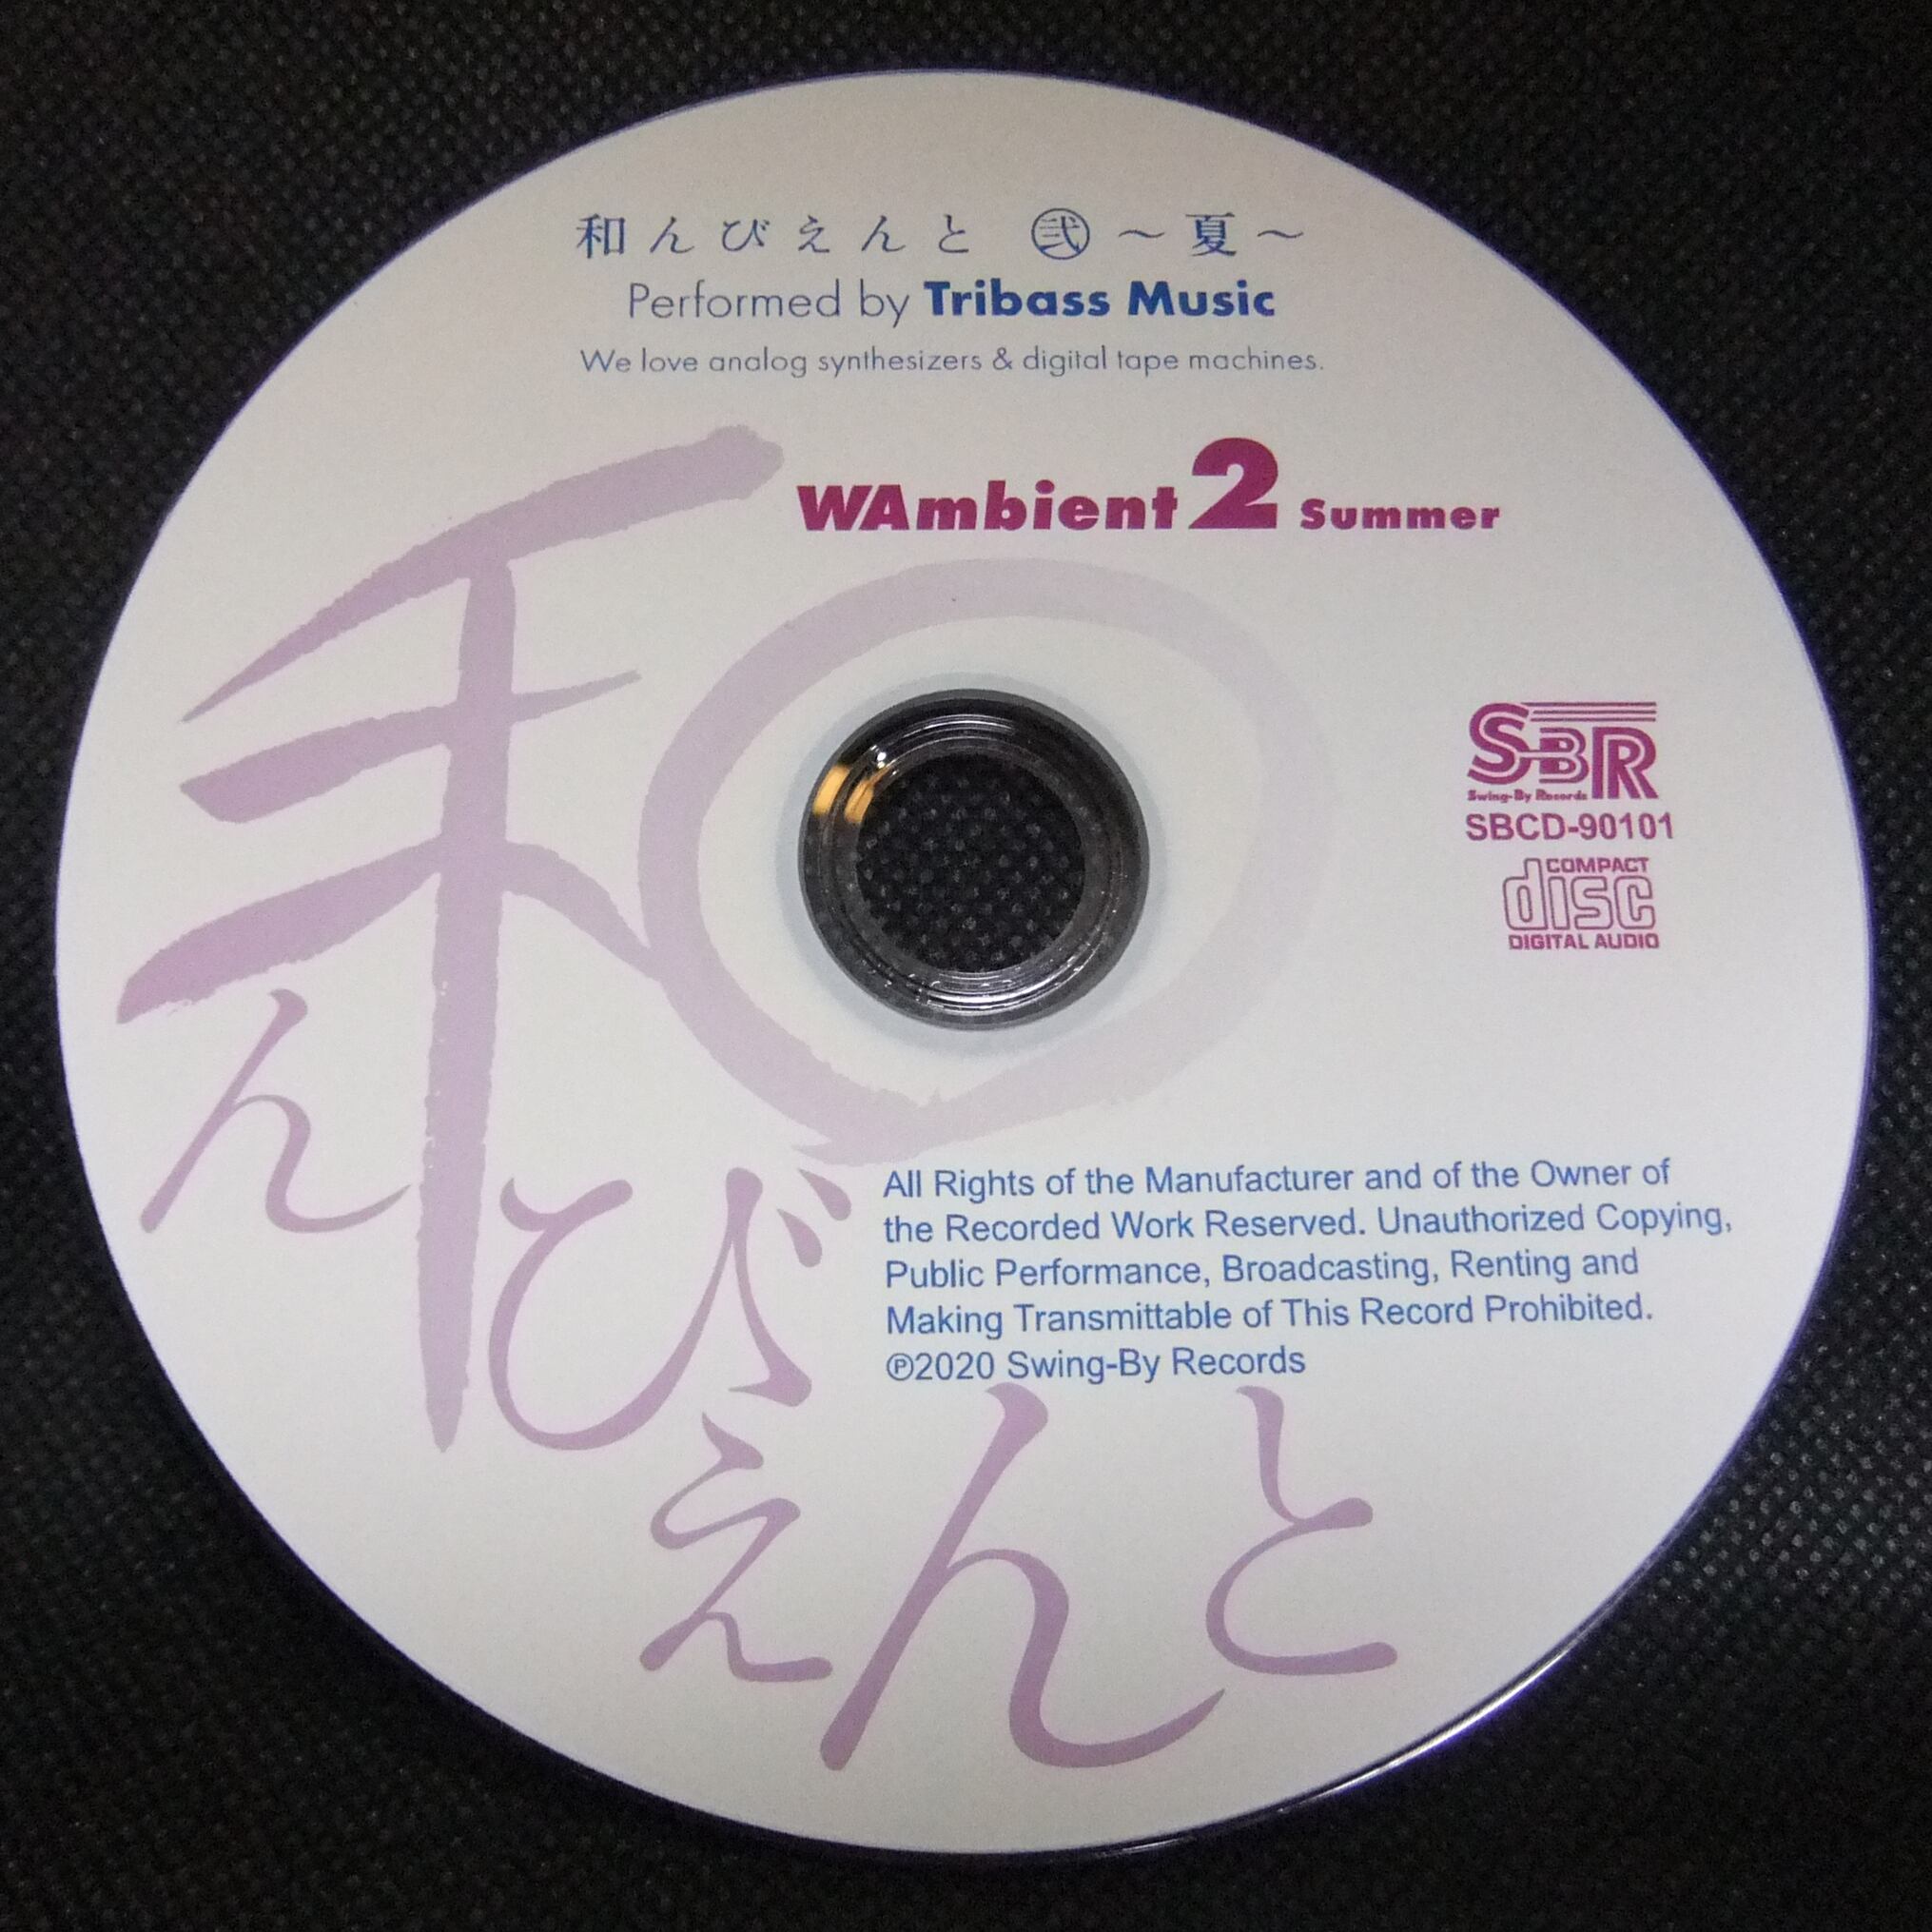 和んびえんと ㊁～夏～
Performed by Tribass Music
We love analog synthesizers & digital tape machines.
WAmbient2 Summer
SBR
Swing-By Records
SBCD-90101
COMPACT
disc
DIGITAL AUDIO
和んびえんと
All Rights of the Manufacturer and of the Owner of
the Recorded Work Reserved. Unauthorized Copying,
Public Performance, Broadcasting, Renting and
Making Transmittable of This Record Prohibited.
℗2020 Swing-By Records